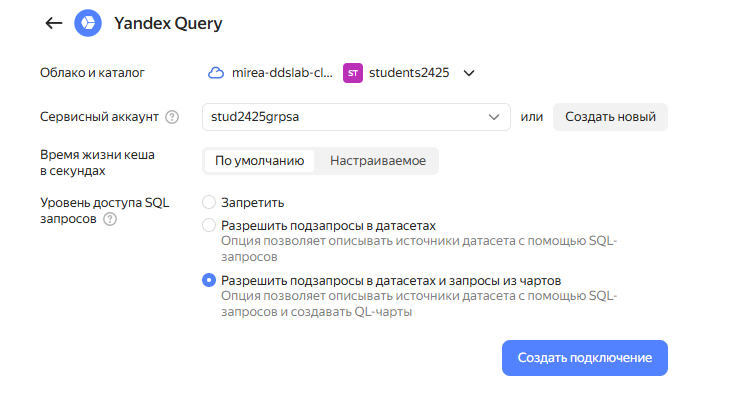 Yandex Query
Облако и каталог mirea-ddslab-cl... ST students2425
Сервисный аккаунт ? stud2425grpsa или Создать новый
Время жизни кеша
в секундах
По умолчанию Настраиваемое
Уровень доступа SQL
запросов ?
Запретить
Разрешить подзапросы в датасетах
Опция позволяет описывать источники датасета с помощью SQL-
запросов
Разрешить подзапросы в датасетах и запросы из чартов
Опция позволяет описывать источники датасета с помощью SQL-
запросов и создавать QL-чарты
Создать подключение